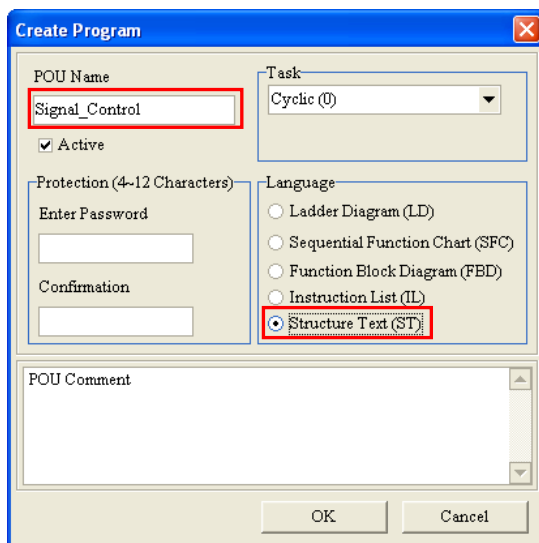 Create Program
POU Name
Signal_Control
Active
Task
Cyclic (0)
Protection (4~12 Characters)
Enter Password
Confirmation
Language
Ladder Diagram (LD)
Sequential Function Chart (SFC)
Function Block Diagram (FBD)
Instruction List (IL)
Structure Text (ST)
POU Comment
OK
Cancel